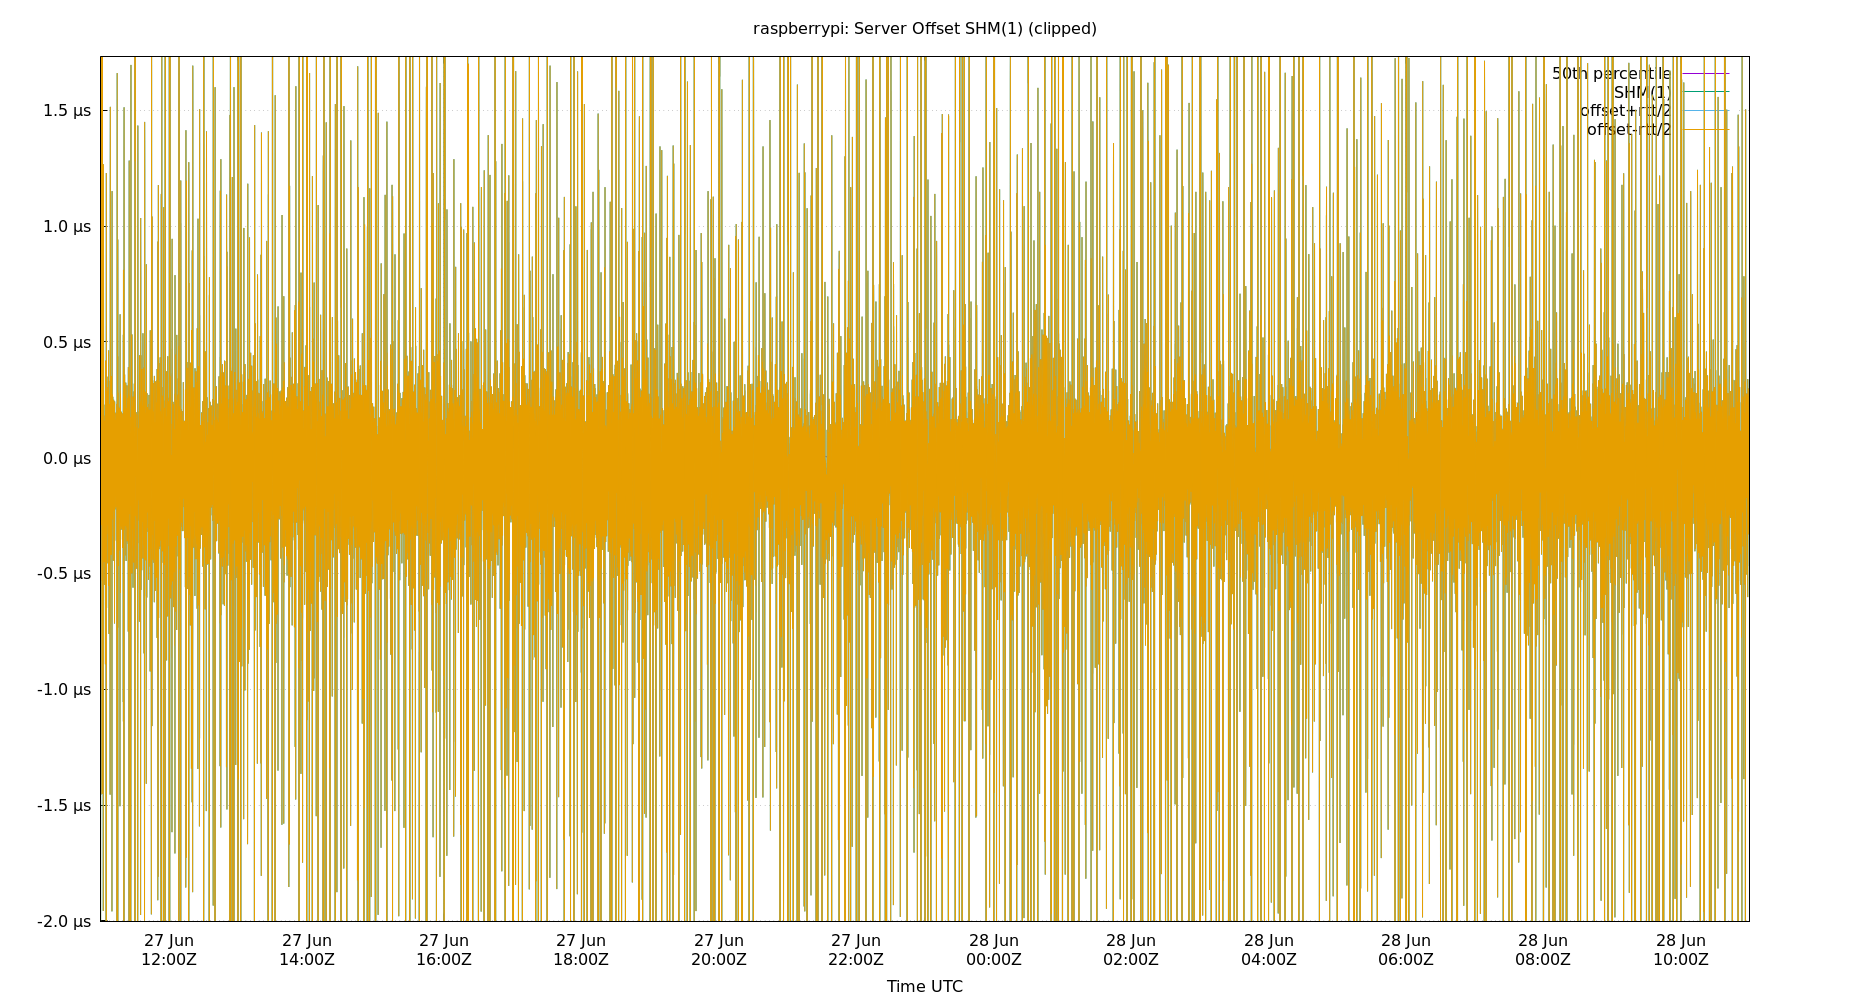 raspberrypi: Server Offset SHM(1) (clipped)
50th percentile
SHM(1)
offset+rtt/2
offset-rtt/2
1.5 µs
1.0 µs
0.5 µs
0.0 µs
-0.5 µs
-1.0 µs
-1.5 µs
-2.0 µs
27 Jun 27 Jun 27 Jun 27 Jun 27 Jun 27 Jun 28 Jun 28 Jun 28 Jun 28 Jun 28 Jun 28 Jun
12:00Z 14:00Z 16:00Z 18:00Z 20:00Z 22:00Z 00:00Z 02:00Z 04:00Z 06:00Z 08:00Z 10:00Z
Time UTC